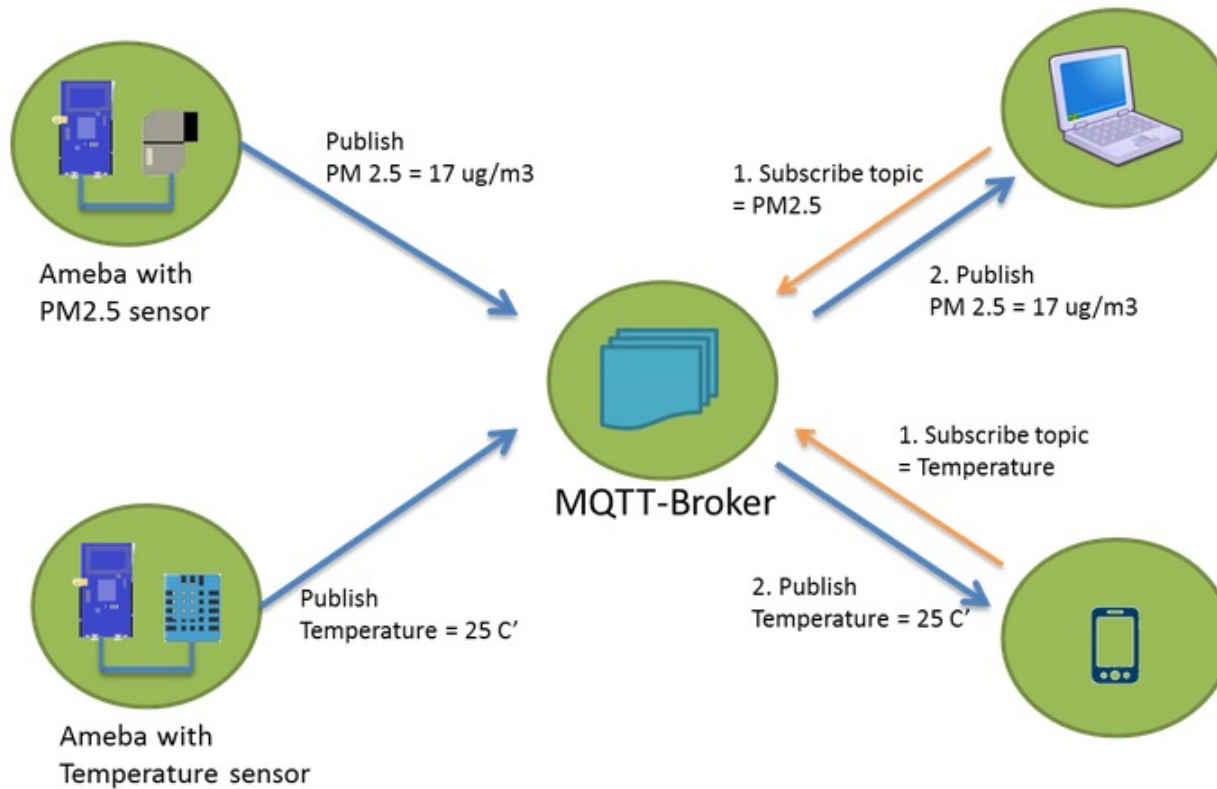 Publish
PM 2.5 = 17 ug/m3
1. Subscribe topic
= PM2.5
Ameba with
PM2.5 sensor
2. Publish
PM 2.5 = 17 ug/m3
1. Subscribe topic
= Temperature
MQTT-Broker
Publish
Temperature = 25 C’
2. Publish
Temperature = 25 C’
Ameba with
Temperature sensor